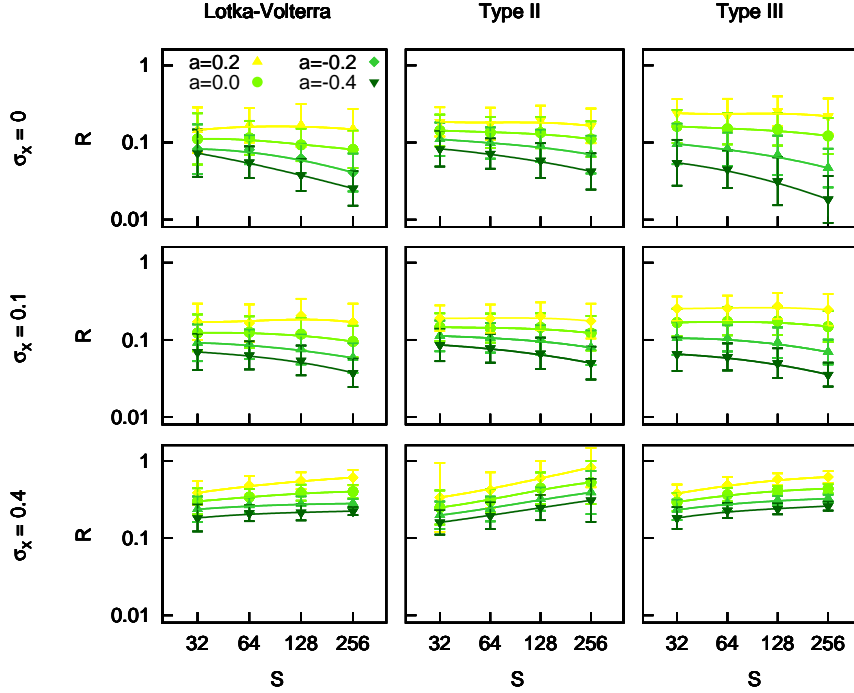 Lotka-Volterra Type II Type III
a=0.2 a=-0.2
a=0.0 a=-0.4
σx = 0
R
1
0.1
0.01
σx = 0.1
R
1
0.1
0.01
σx = 0.4
R
1
0.1
0.01
32 64 128 256 32 64 128 256 32 64 128 256
S S S